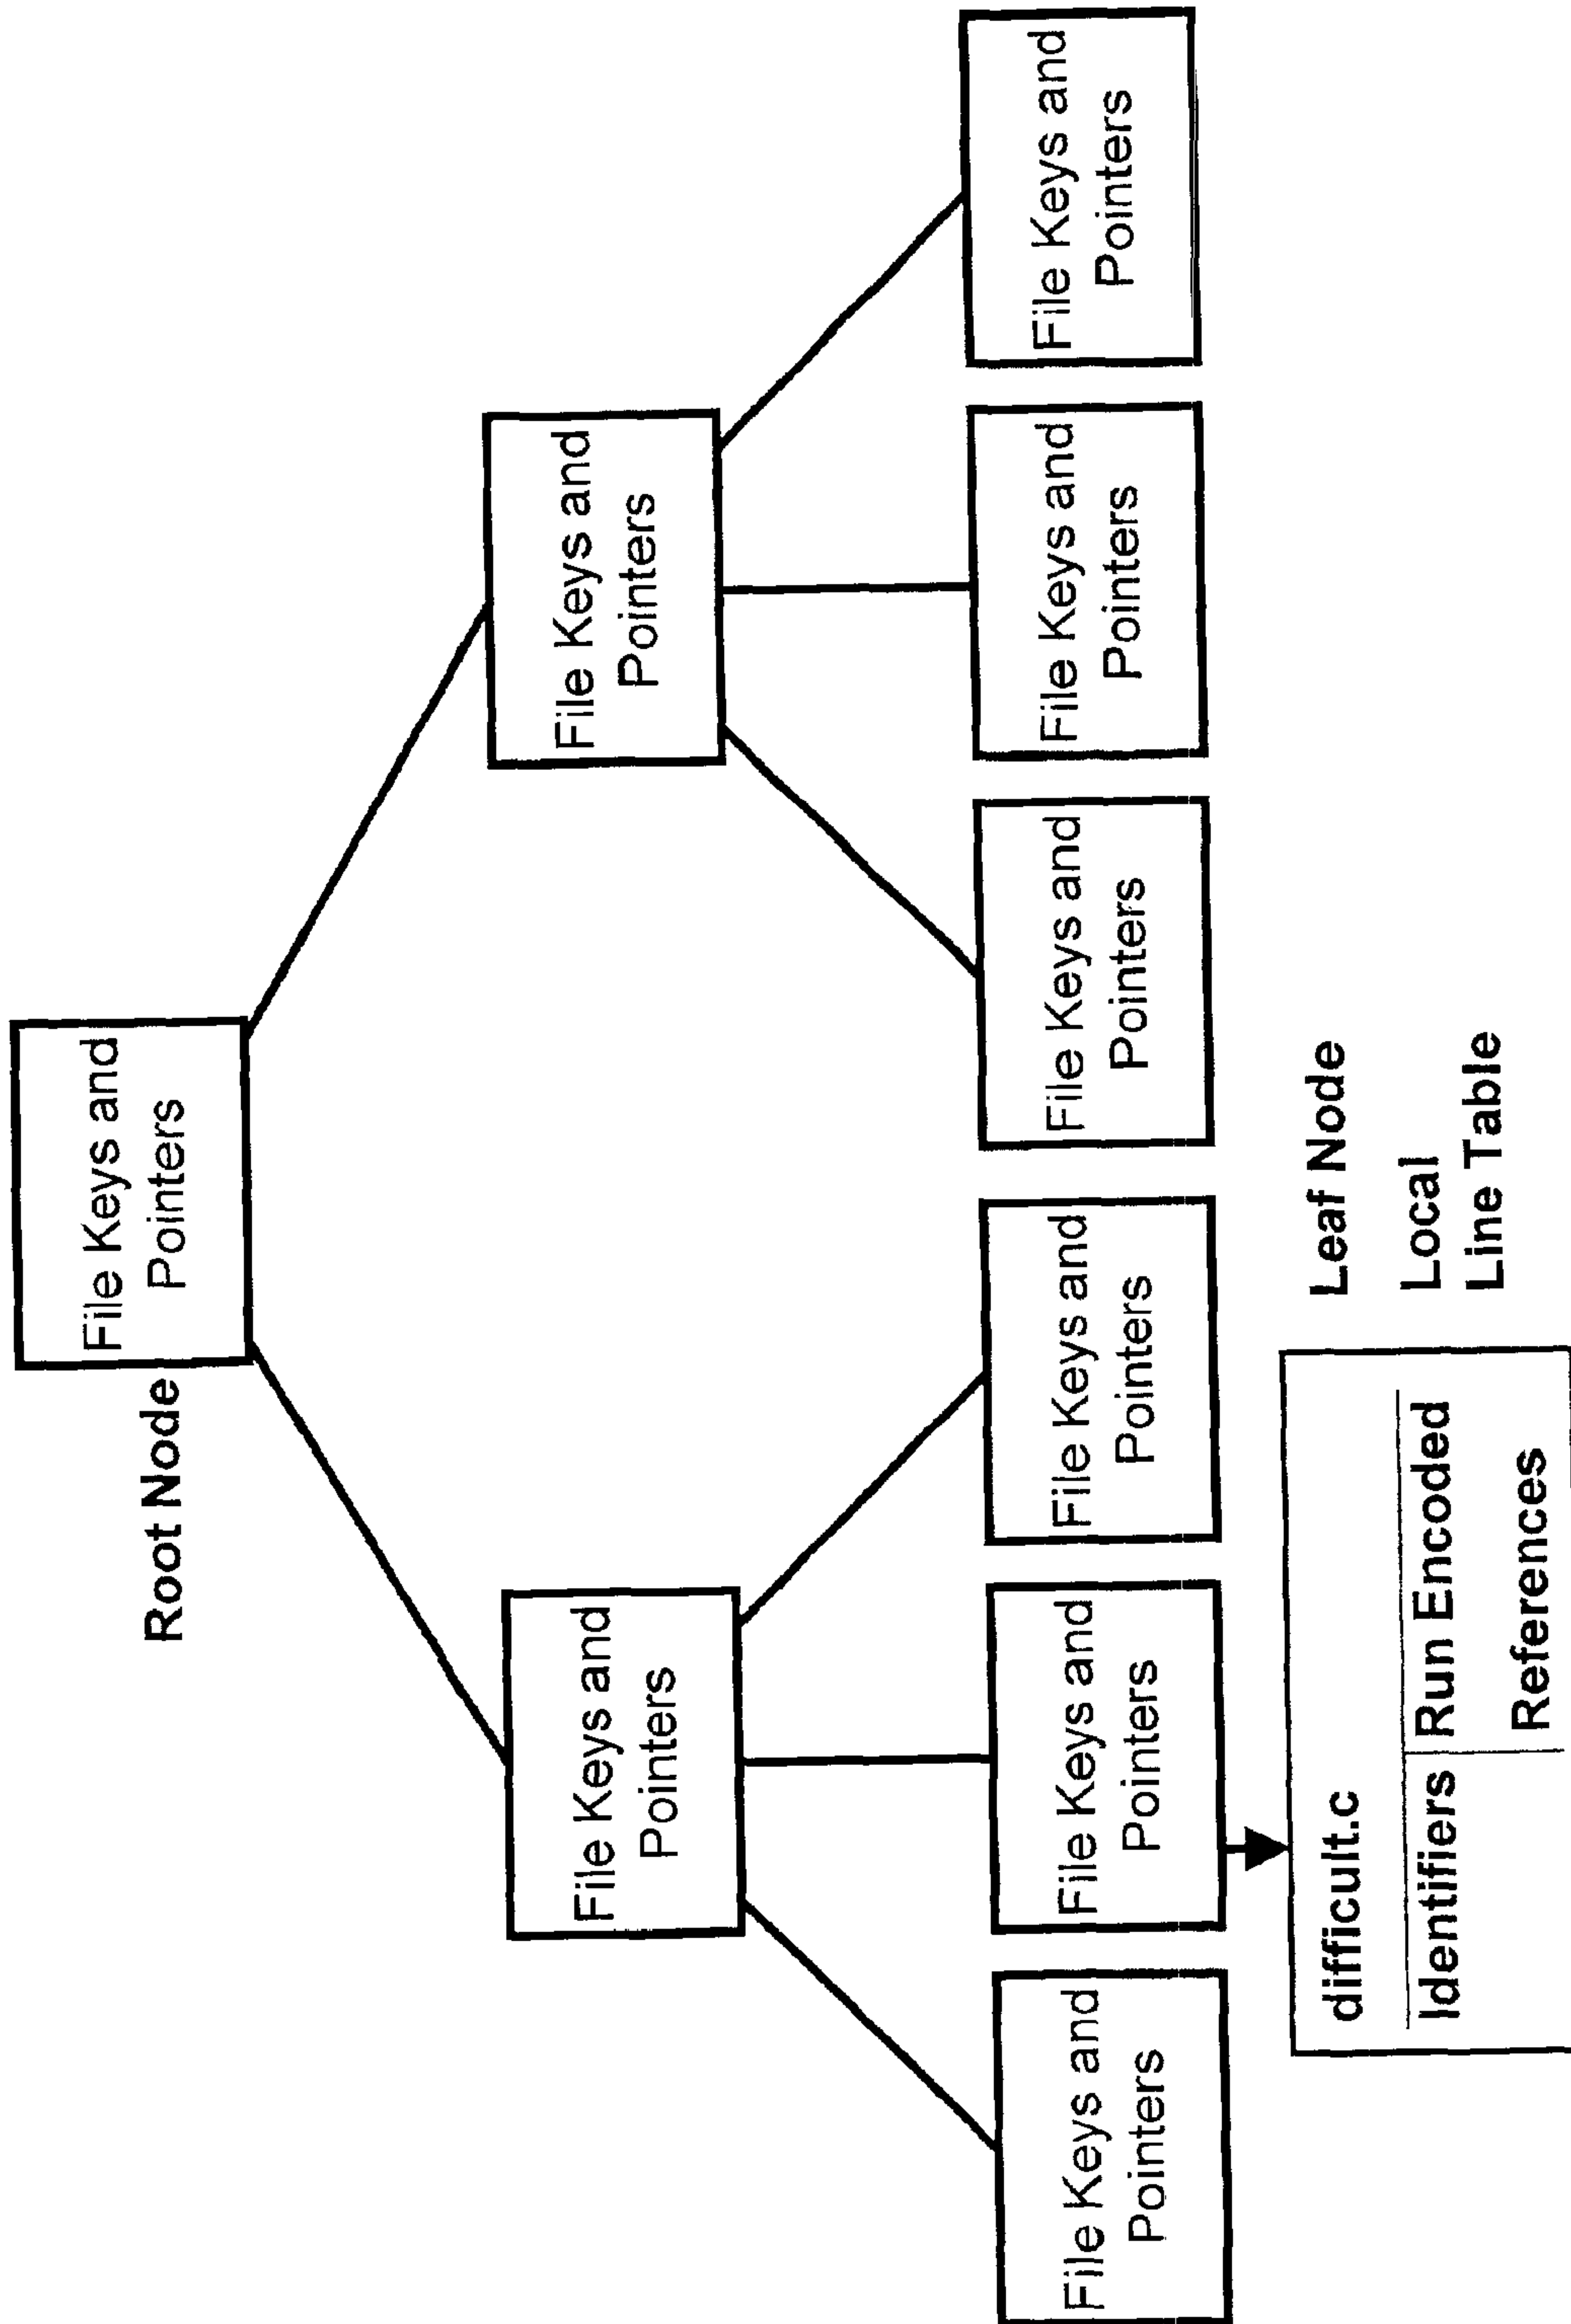 File Keys and
Pointers
Root Node
File Keys and
Pointers
File Keys and
Pointers
File Keys and
Pointers
File Keys and
Pointers
File Keys and
Pointers
File Keys and
Pointers
File Keys and
Pointers
File Keys and
Pointers
difficult.c
Leaf Node
Identifiers
Run Encoded
References
Local
Line Table